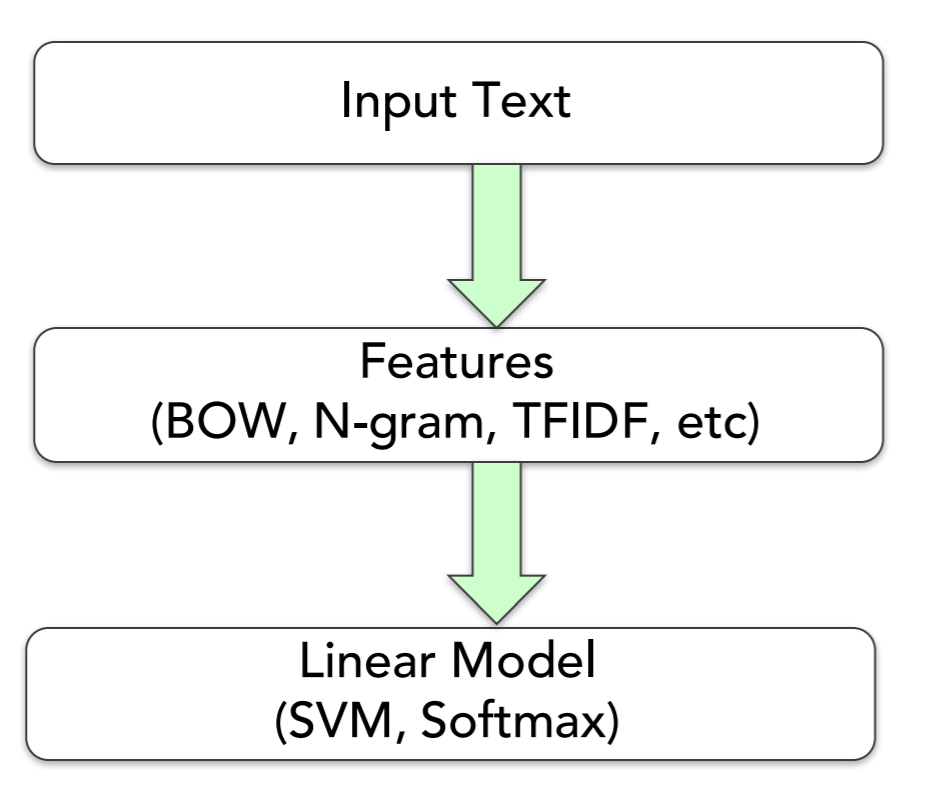 Input Text
Features
(BOW, N-gram, TFIDF, etc)
Linear Model
(SVM, Softmax)